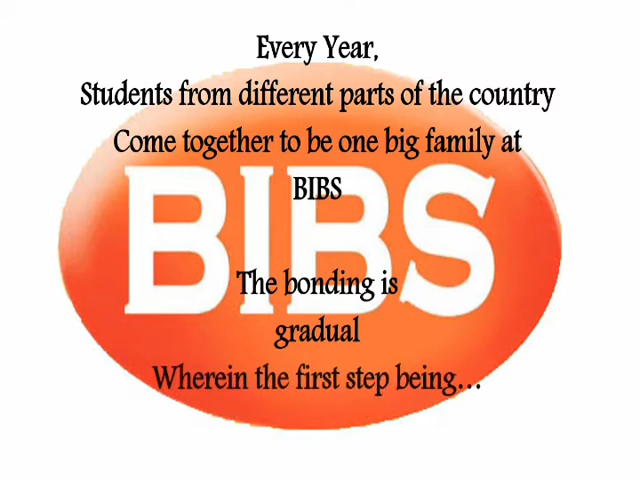 Every Year,
Students from different parts of the country
Come together to be one big family at
BIBS
BIBS
The bonding is
gradual
Wherein the first step being...